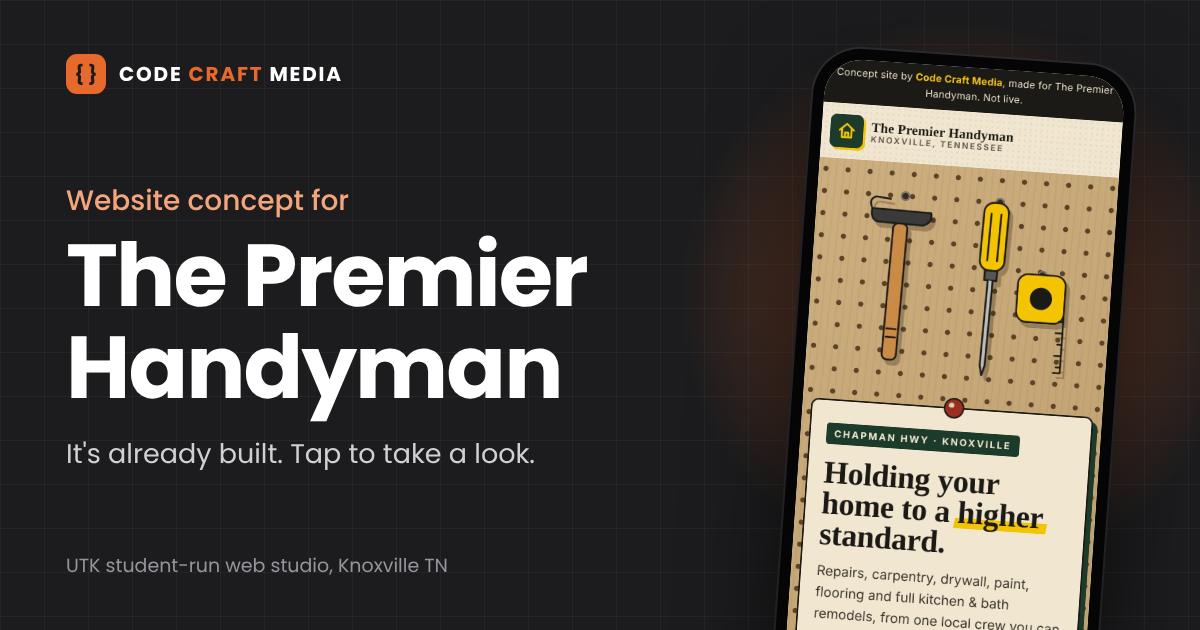 { } CODE CRAFT MEDIA
Website concept for
The Premier
Handyman
It's already built. Tap to take a look.
UTK student-run web studio, Knoxville TN
Concept site by Code Craft Media, made for The Premier
Handyman. Not live.
The Premier Handyman
KNOXVILLE, TENNESSEE
CHAPMAN HWY · KNOXVILLE
Holding your
home to a higher
standard.
Repairs, carpentry, drywall, paint,
flooring and full kitchen & bath
remodels, from one local crew you can